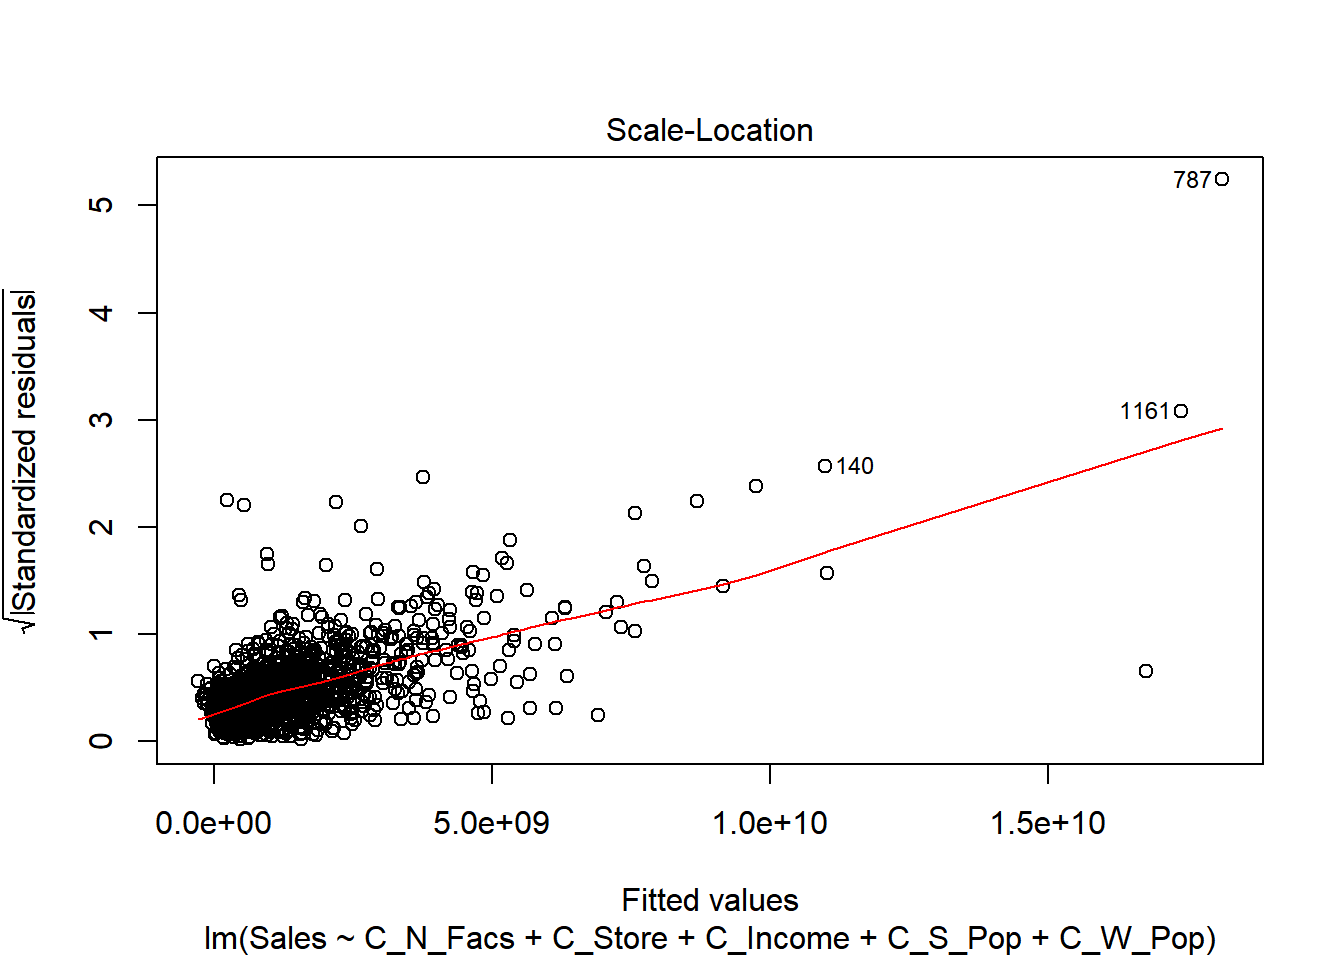 Scale-Location
√|Standardized residuals|
5
4
3
2
1
0
787
1161
140
0.0e+00 5.0e+09 1.0e+10 1.5e+10
Fitted values
lm(Sales ~ C_N_Facs + C_Store + C_Income + C_S_Pop + C_W_Pop)